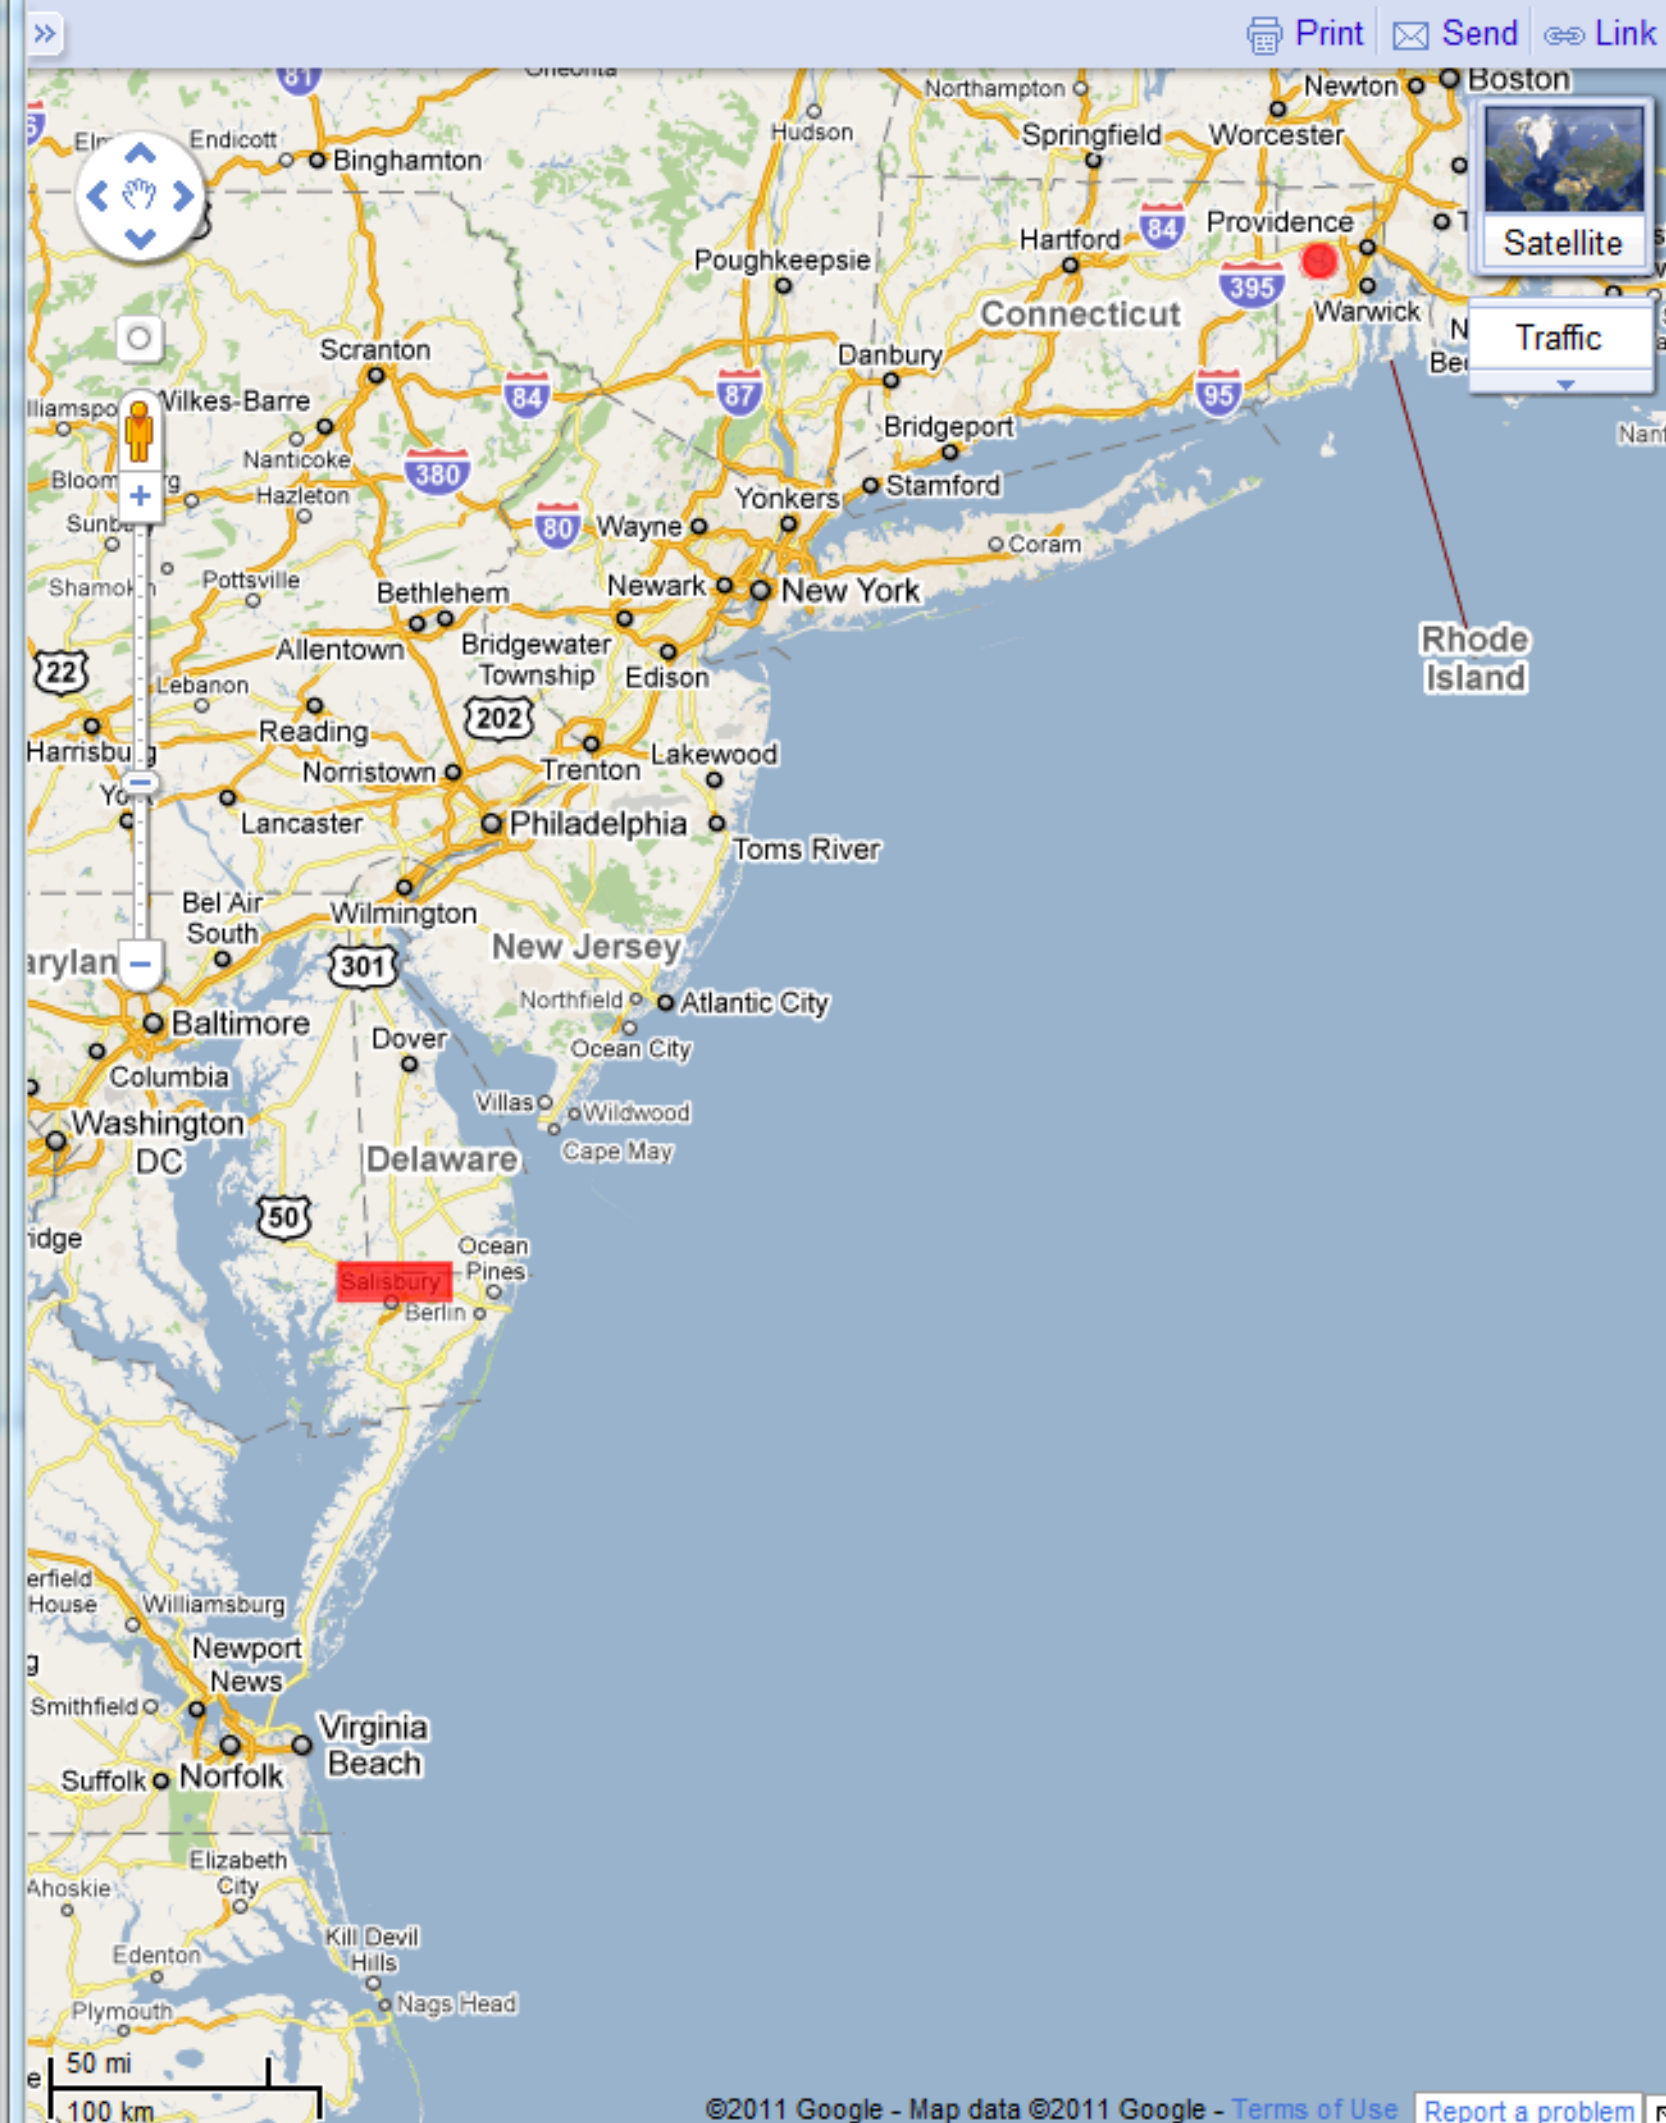 Print
Send
Link
81
Oneonta
Northampton
Newton
Boston
Endicott
Binghamton
Hudson
Springfield
Worcester
Poughkeepsie
Hartford
84
Providence
Satellite
395
Connecticut
Warwick
Traffic
Scranton
Danbury
84
87
95
Wilkes-Barre
Bridgeport
Nanticoke
380
Hazleton
Yonkers
Stamford
80
Wayne
Coram
Pottsville
Bethlehem
Newark
New York
Allentown
Bridgewater
Township
Edison
Rhode
Island
22
Lebanon
202
Reading
Lakewood
Norristown
Trenton
Lancaster
Philadelphia
Toms River
Bel Air
South
Wilmington
301
New Jersey
Northfield
Atlantic City
Baltimore
Dover
Ocean City
Columbia
Villas
Wildwood
Washington
DC
Cape May
Delaware
50
Ocean
Pines
Salisbury
Berlin
erfield
House
Williamsburg
Newport
News
Smithfield
Virginia
Beach
Suffolk
Norfolk
Elizabeth
City
Ahoskie
Kill Devil
Hills
Edenton
Nags Head
Plymouth
50 mi
100 km
©2011 Google - Map data ©2011 Google - Terms of Use
Report a problem